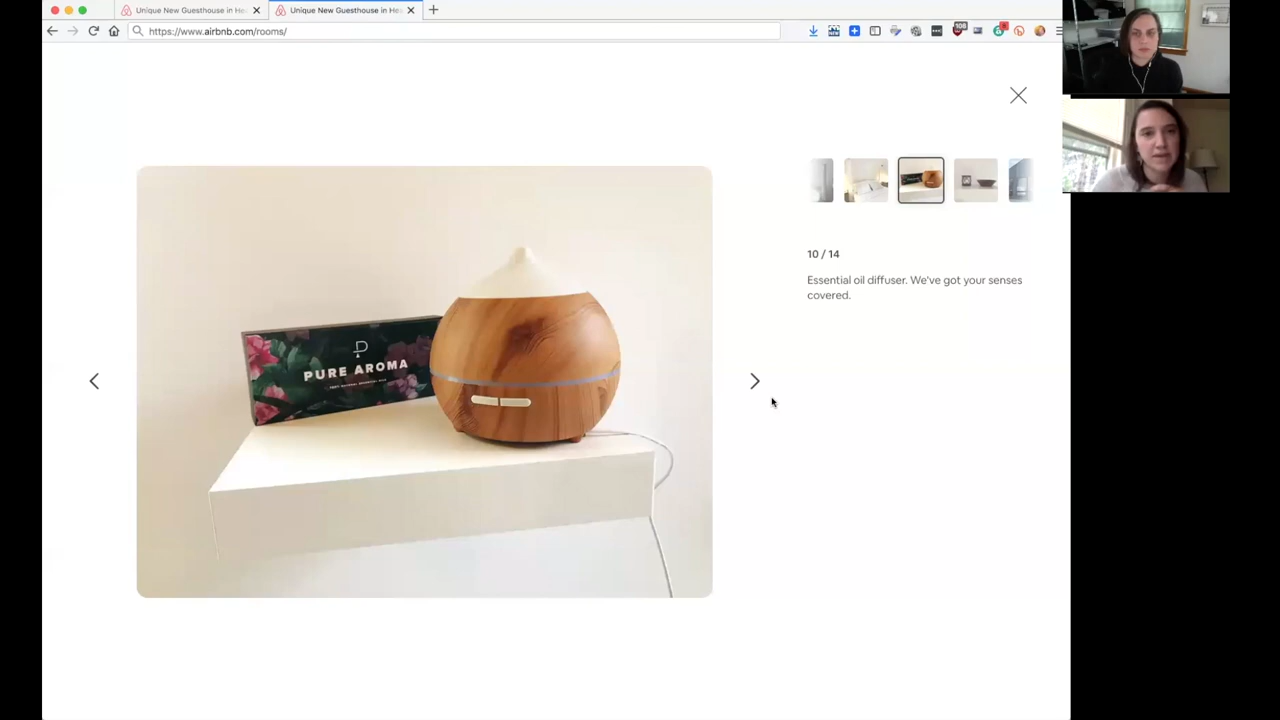 Unique New Guesthouse in He
Unique New Guesthouse in He
https://www.airbnb.com/rooms/
108
10 / 14
Essential oil diffuser. We've got your senses
covered.
PURE AROMA